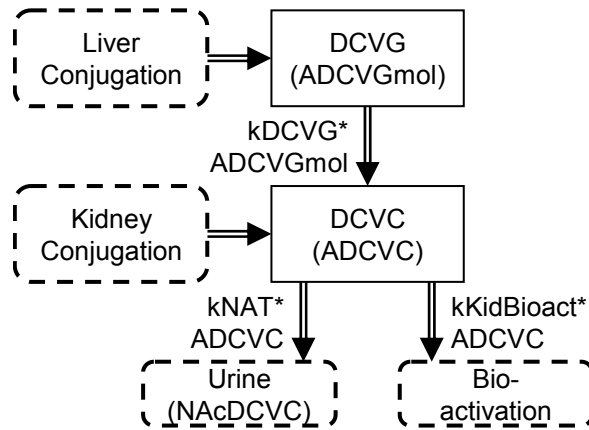 Liver
Conjugation
DCVG
(ADCVGmol)
kDCVG*
ADCVGmol
Kidney
Conjugation
DCVC
(ADCVC)
kNAT*
ADCVC
kKidBioact*
ADCVC
Urine
(NAcDCVC)
Bio-
activation